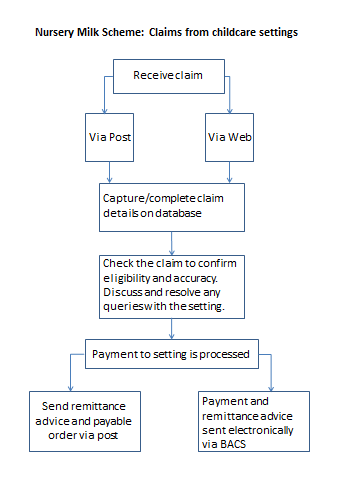 Nursery Milk Scheme: Claims from childcare settings
Receive claim
Via Post
Via Web
Capture/complete claim
details on database
Check the claim to confirm
eligibility and accuracy.
Discuss and resolve any
queries with the setting.
Payment to setting is processed
Send remittance
advice and payable
order via post
Payment and
remittance advice
sent electronically
via BACS